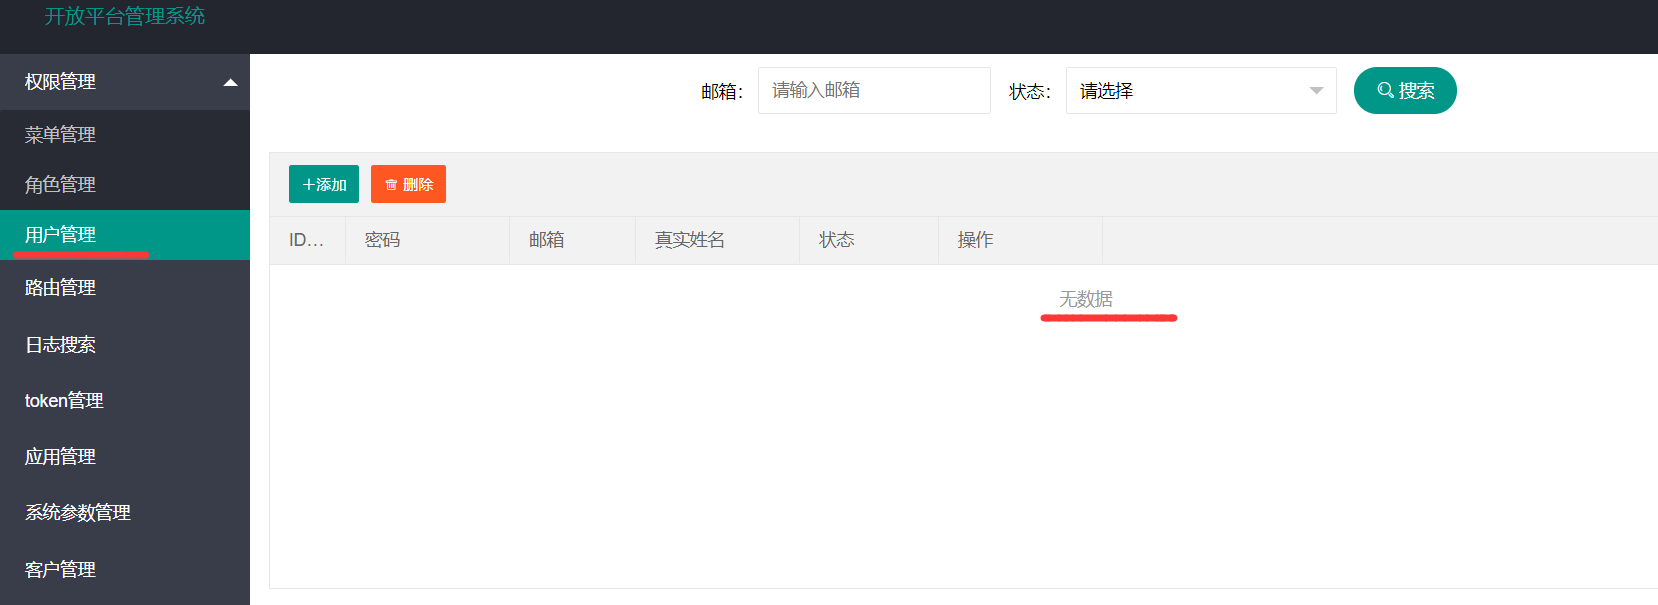 开放平台管理系统
权限管理
菜单管理
角色管理
用户管理
路由管理
日志搜索
token管理
应用管理
系统参数管理
客户管理
邮箱： 请输入邮箱 状态： 请选择 搜索
添加 删除
ID... 密码 邮箱 真实姓名 状态 操作
无数据